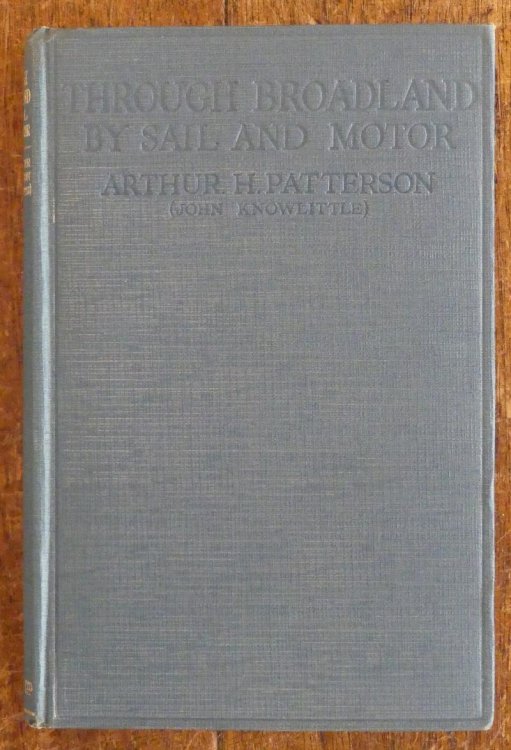 THROUGH BROADLAND
BY SAIL AND MOTOR
ARTHUR H. PATTERSON
(JOHN KNOWLITTLE)